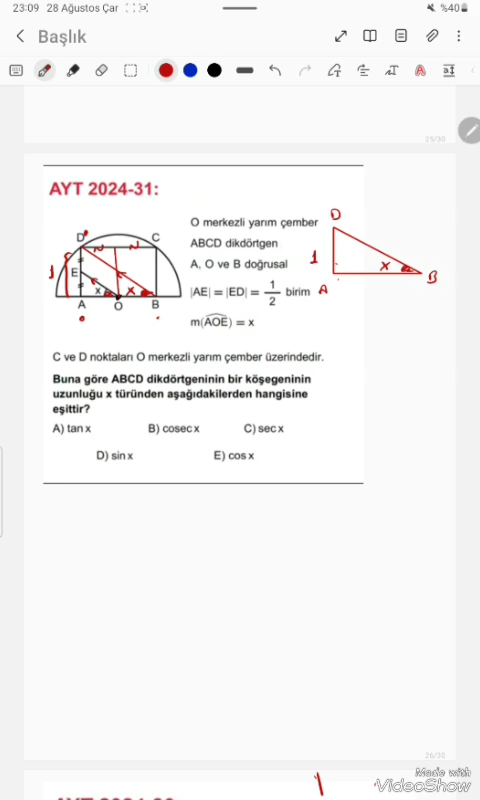 23:09 28 Ağustos Çar %40
Başlık
25/30
AYT 2024-31:
O merkezli yarım çember
ABCD dikdörtgen
A, O ve B doğrusal
|AE| = |ED| = 1/2 birim
m(AOE) = x
D C
E
x x
A O B
1
D
1 x
A B
C ve D noktaları O merkezli yarım çember üzerindedir.
Buna göre ABCD dikdörtgeninin bir köşegeninin
uzunluğu x türünden aşağıdakilerden hangisine
eşittir?
A) tan x B) cosec x C) sec x
D) sin x E) cos x
26/30
Made with
VideoShow